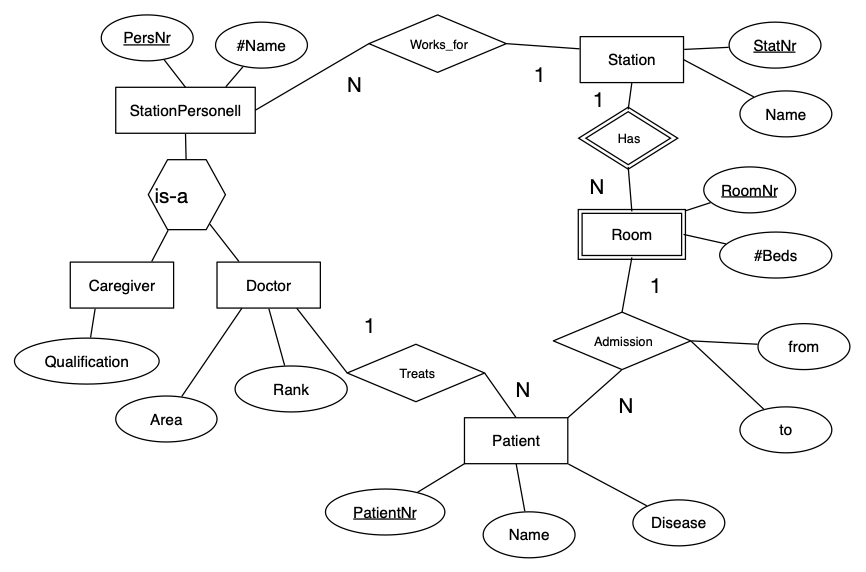 PersNr
#Name
Works_for
Station
StatNr
N
1
StationPersonell
1
Name
Has
is-a
N
RoomNr
Room
#Beds
Caregiver
Doctor
1
1
Admission
from
Qualification
Treats
Rank
N
N
Area
to
Patient
PatientNr
Name
Disease